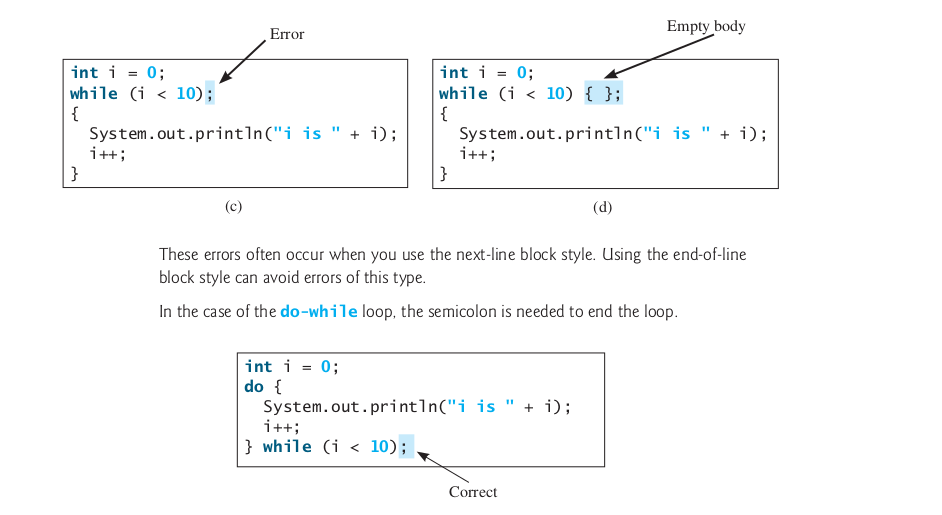 Error
int i = 0;
while (i < 10);
{
  System.out.println("i is " + i);
  i++;
}
(c)
Empty body
int i = 0;
while (i < 10) { };
{
  System.out.println("i is " + i);
  i++;
}
(d)
These errors often occur when you use the next-line block style. Using the end-of-line
block style can avoid errors of this type.
In the case of the do-while loop, the semicolon is needed to end the loop.
int i = 0;
do {
  System.out.println("i is " + i);
  i++;
} while (i < 10);
Correct